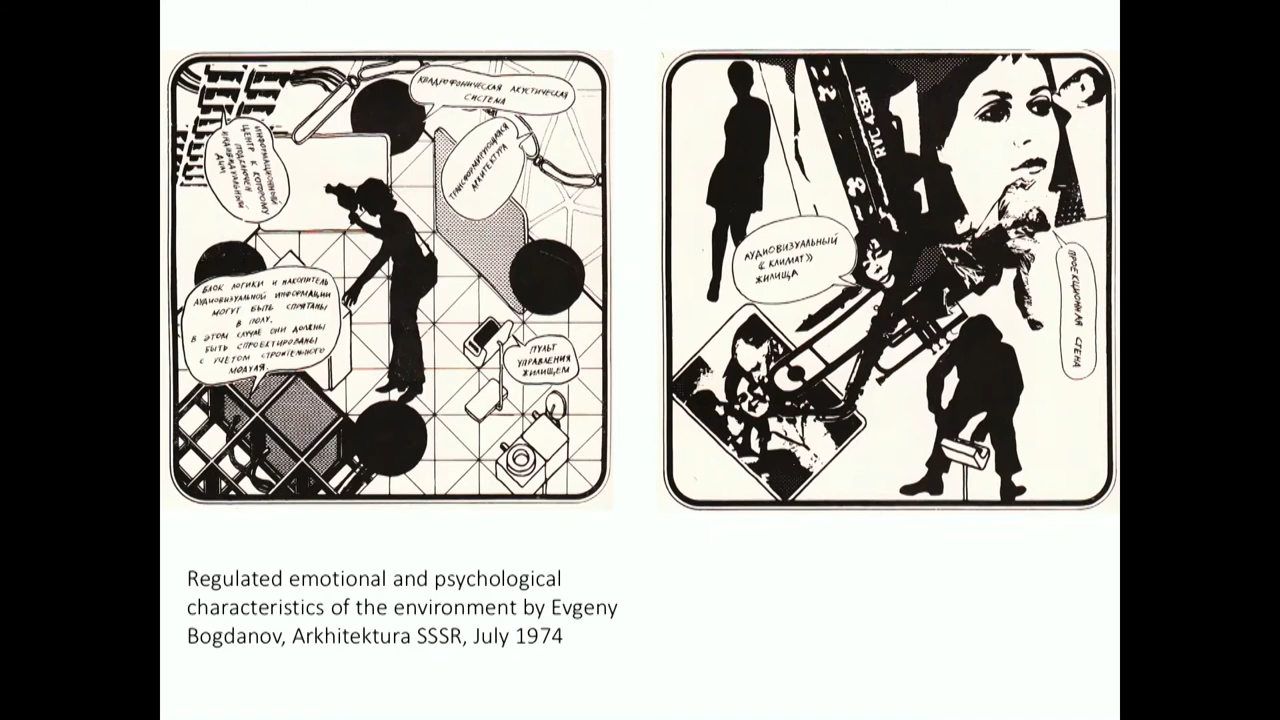 КВАДРОФОНИЧЕСКАЯ АКУСТИЧЕСКАЯ
СИСТЕМА
ИНФОРМАЦИОННЫЙ
ЦЕНТР К КОТОРОМУ
ПОДКЛЮЧЕН
ИНДИВИДУАЛЬНЫЙ
ДОМ
ТРАНСФОРМИРУЮЩАЯСЯ
АРХИТЕКТУРА
БЛОК ЛОГИКИ И НАКОПИТЕЛЬ
АУДИОВИЗУАЛЬНОЙ ИНФОРМАЦИИ
МОГУТ БЫТЬ СПРЯТАНЫ
В ПОЛУ.
В ЭТОМ СЛУЧАЕ ОНИ ДОЛЖНЫ
БЫТЬ СПРОЕКТИРОВАНЫ
С УЧЕТОМ СТРОИТЕЛЬНОГО
МОДУЛЯ.
ПУЛЬТ
УПРАВЛЕНИЯ
ЖИЛИЩЕМ
RVC 438H
АУДИОВИЗУАЛЬНЫЙ
«КЛИМАТ»
ЖИЛИЩА
ПРОЕКЦИОННАЯ СТЕНА
Regulated emotional and psychological
characteristics of the environment by Evgeny
Bogdanov, Arkhitektura SSSR, July 1974